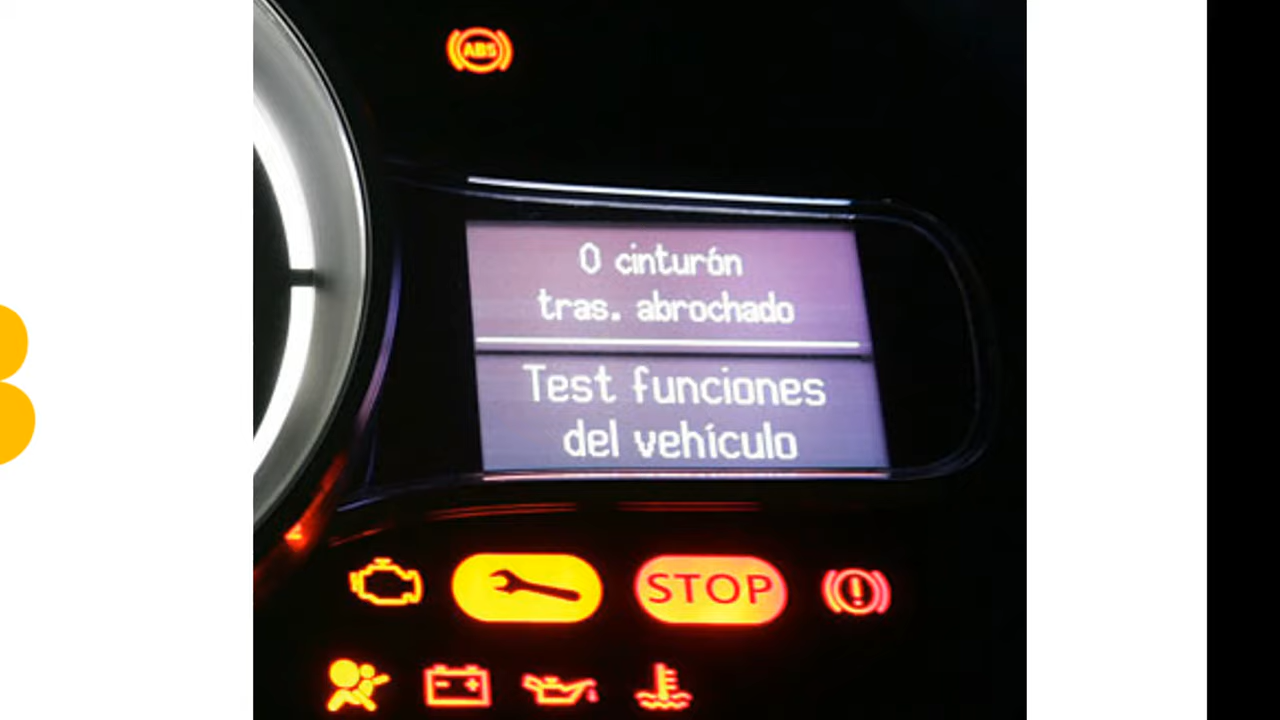 ABS
0 cinturón
tras. abrochado
Test funciones
del vehículo
STOP